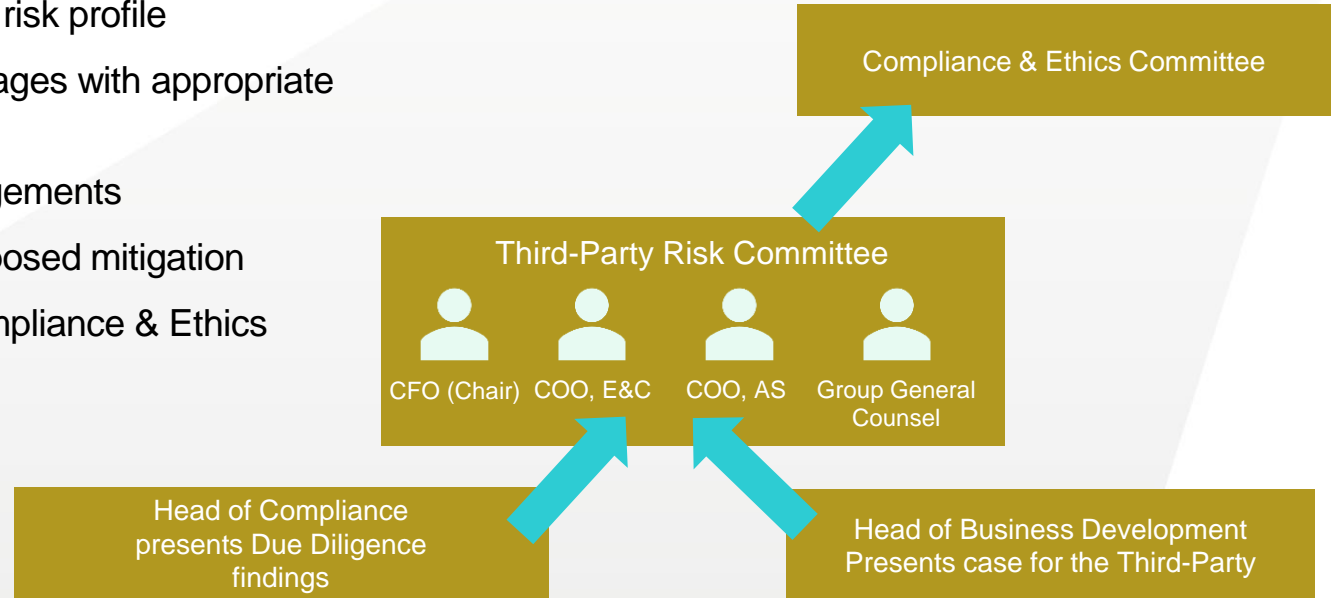 risk profile
ages with appropriate
gements
posed mitigation
mpliance & Ethics
Compliance & Ethics Committee
Third-Party Risk Committee
CFO (Chair)
COO, E&C
COO, AS
Group General
Counsel
Head of Compliance
presents Due Diligence
findings
Head of Business Development
Presents case for the Third-Party